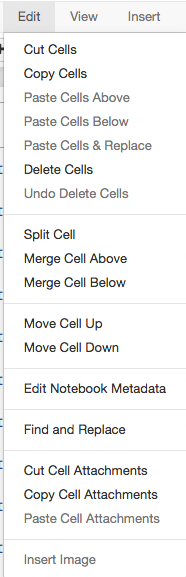 Edit View Insert
Cut Cells
Copy Cells
Paste Cells Above
Paste Cells Below
Paste Cells & Replace
Delete Cells
Undo Delete Cells
Split Cell
Merge Cell Above
Merge Cell Below
Move Cell Up
Move Cell Down
Edit Notebook Metadata
Find and Replace
Cut Cell Attachments
Copy Cell Attachments
Paste Cell Attachments
Insert Image